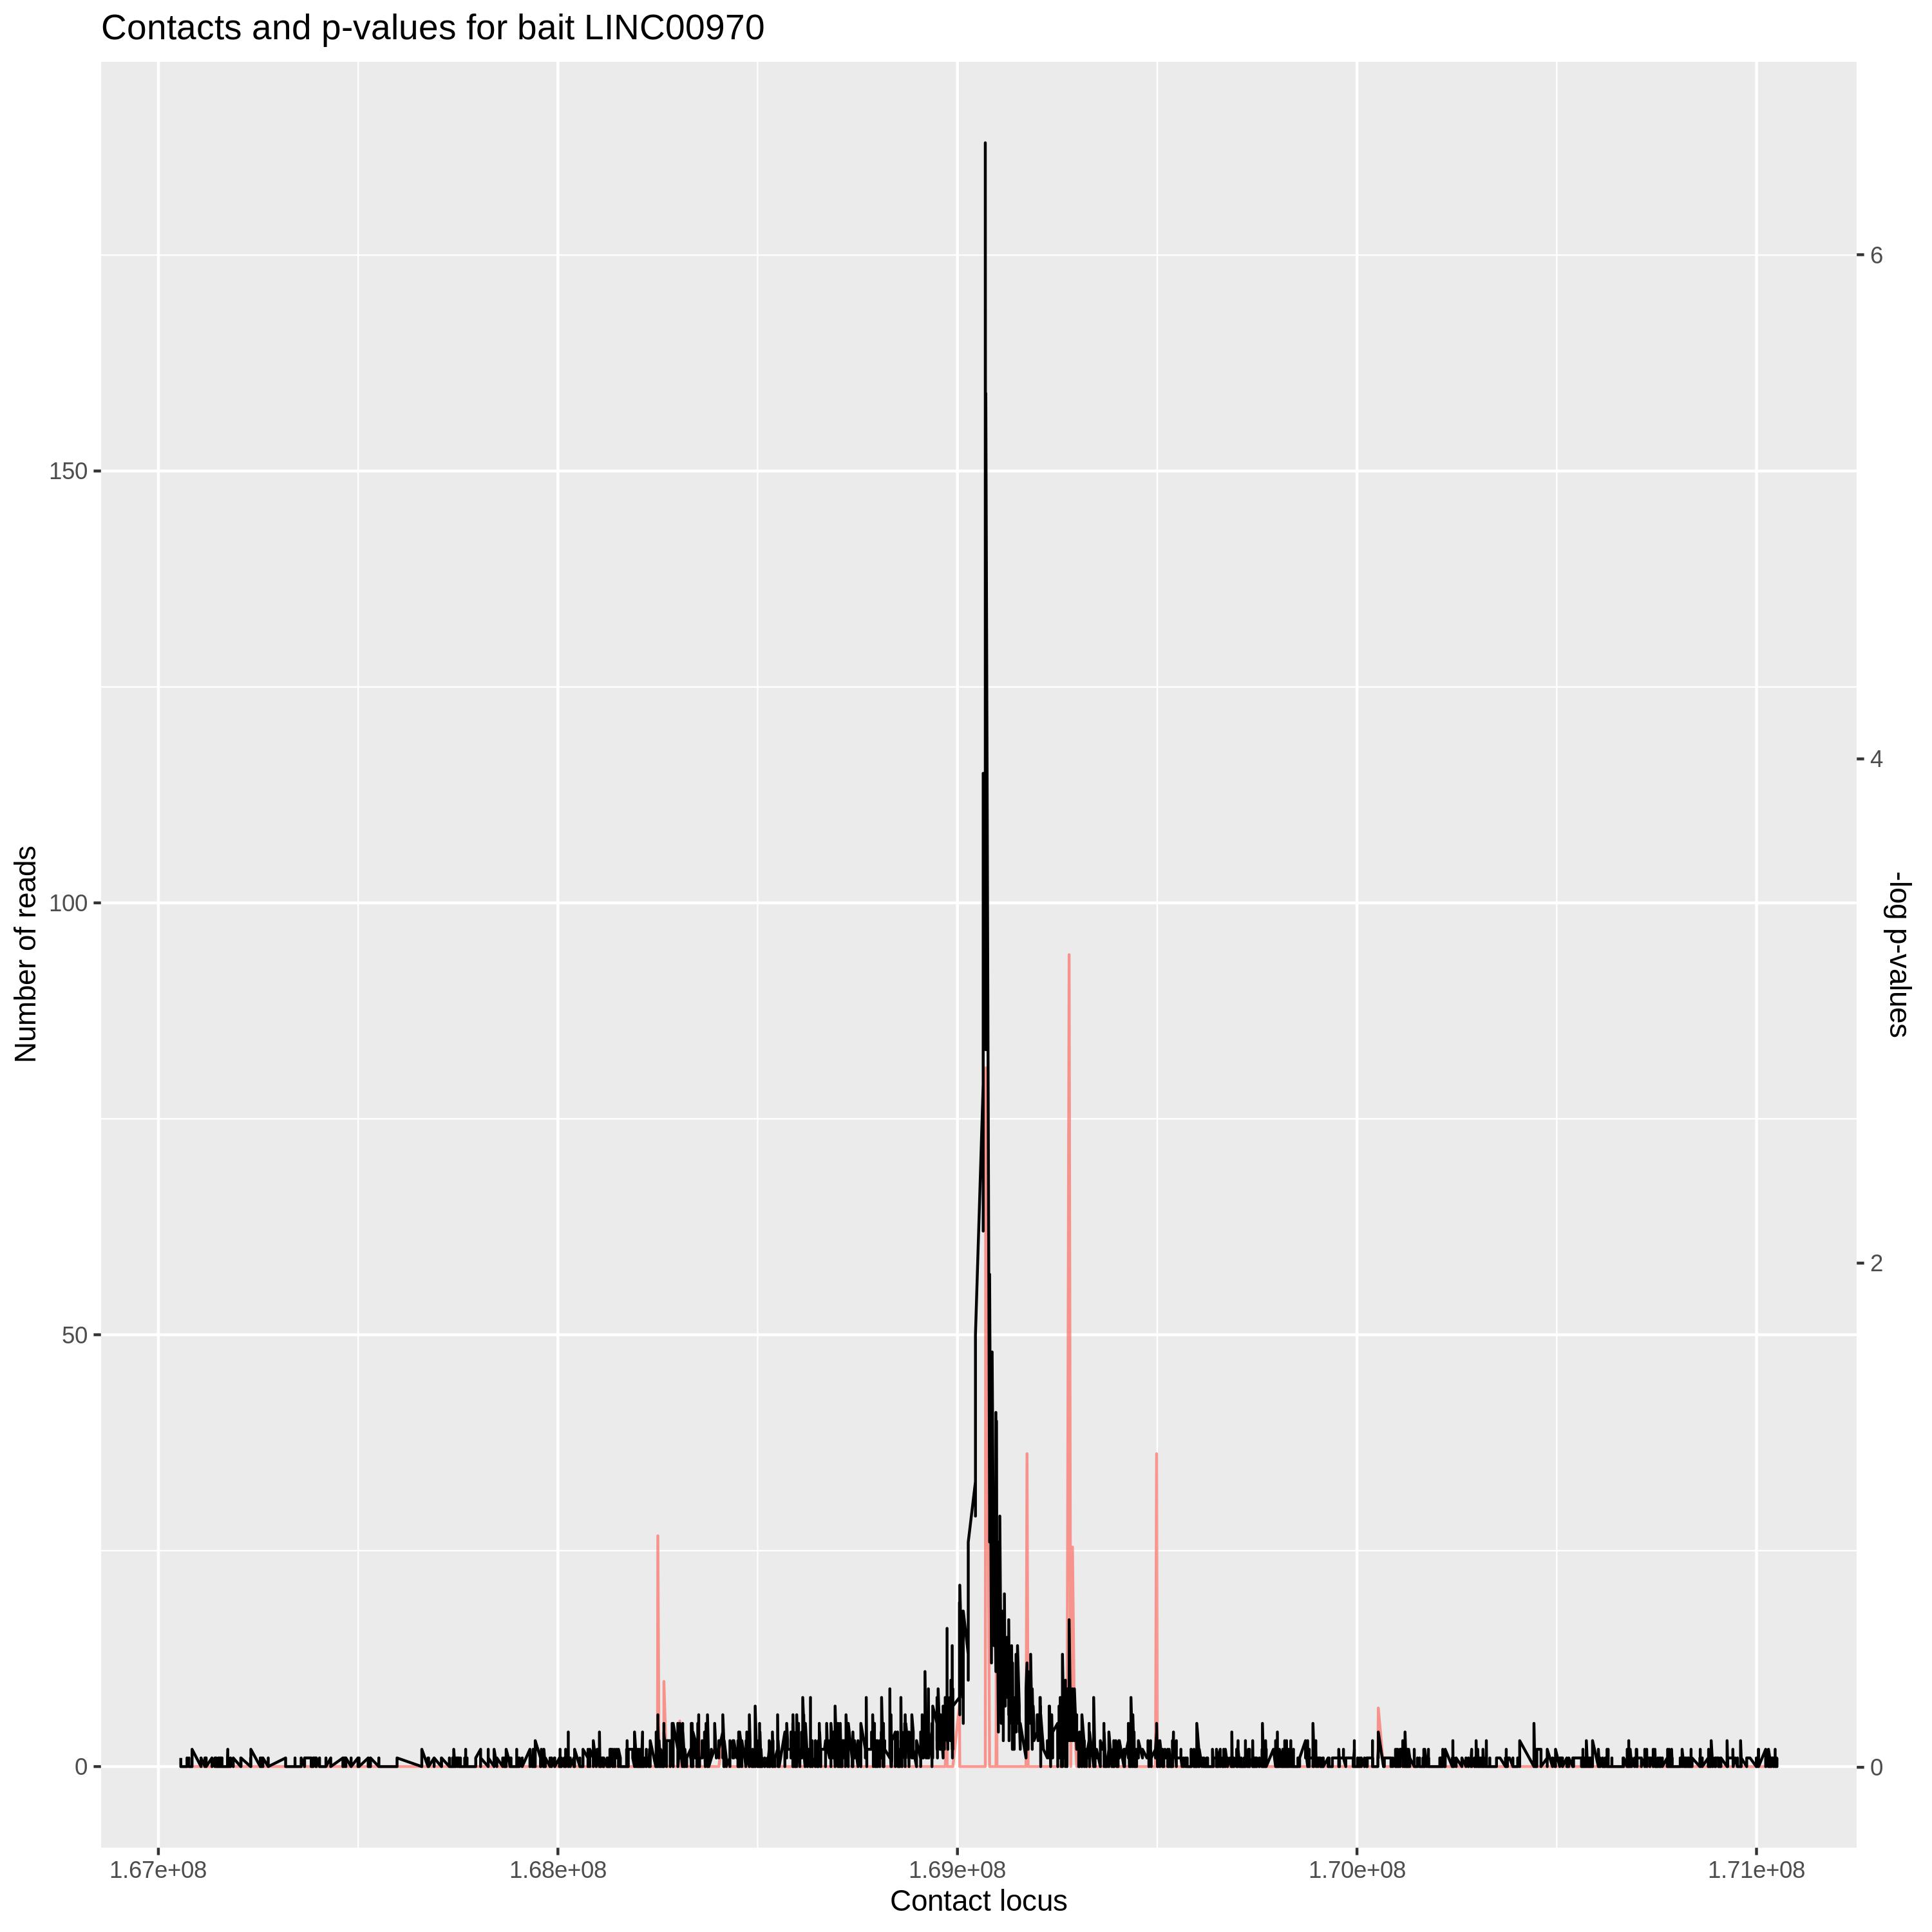 Contacts and p-values for bait LINC00970
Number of reads
150
100
50
0
6
4
2
0
-log p-values
1.67e+08
1.68e+08
1.69e+08
1.70e+08
1.71e+08
Contact locus